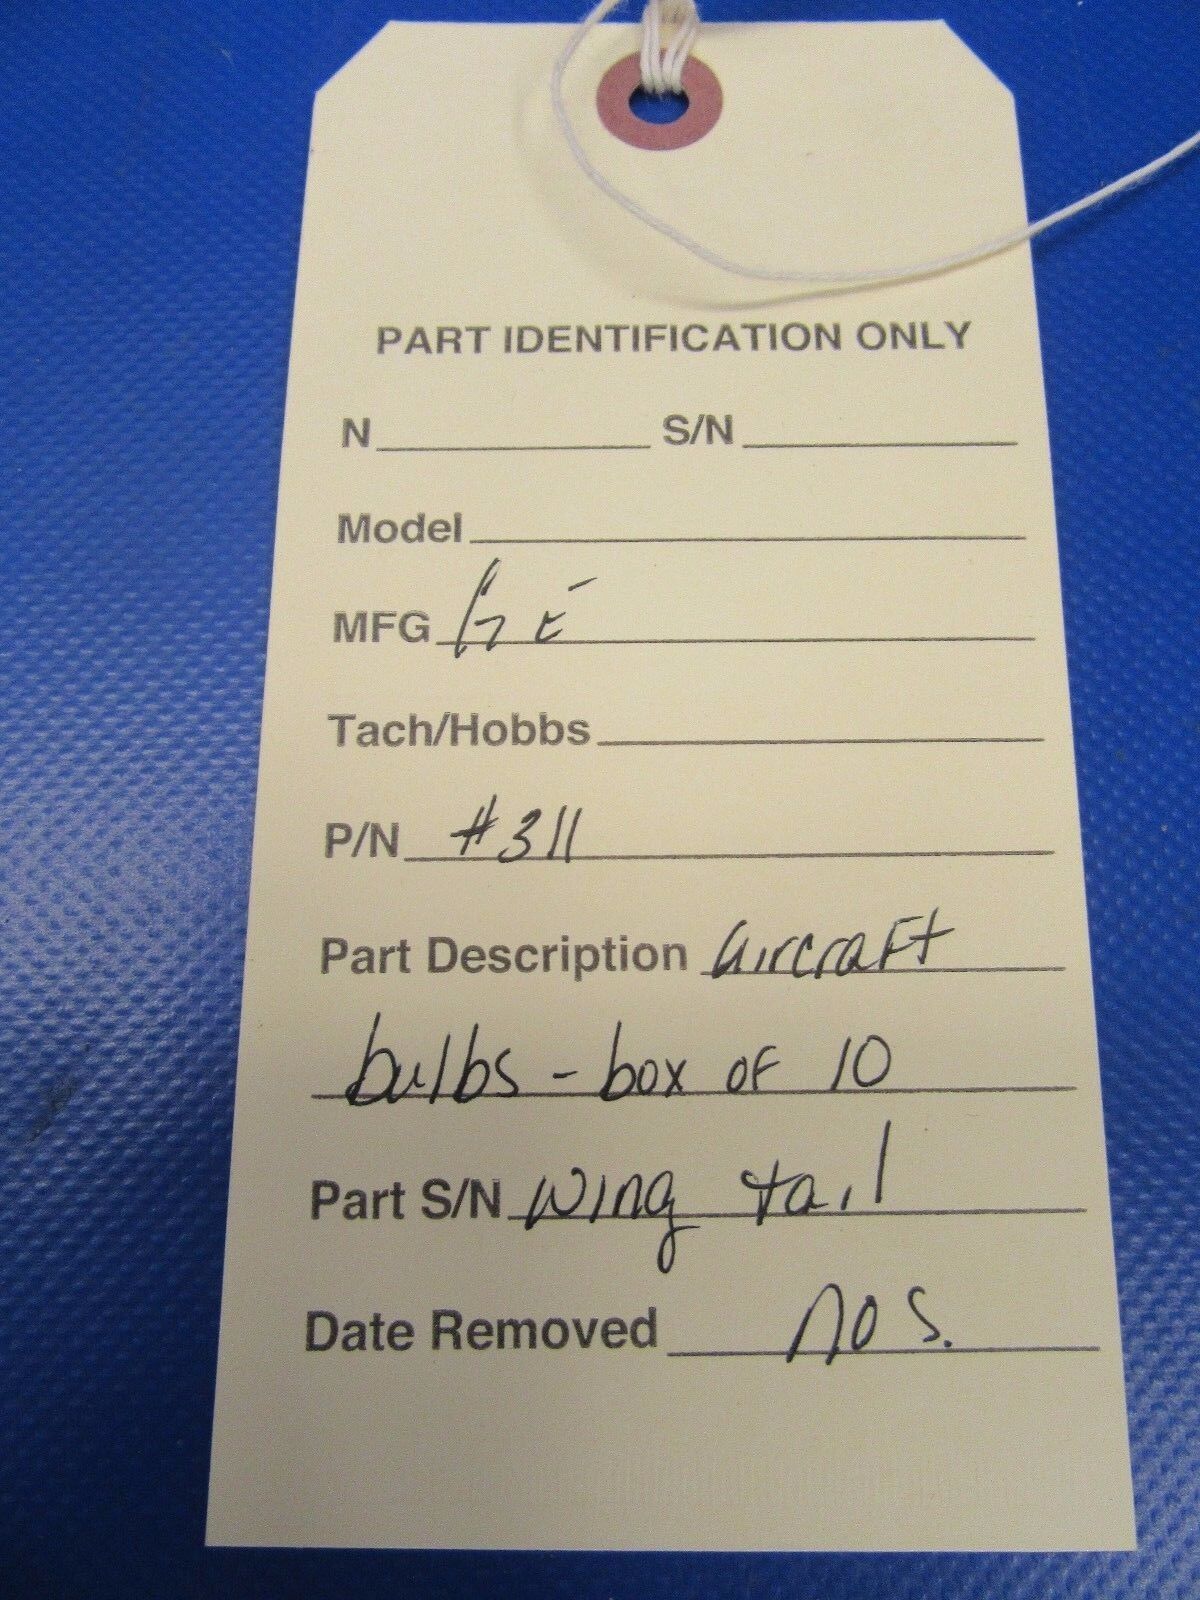 PART IDENTIFICATION ONLY
N S/N
Model
MFG GE
Tach/Hobbs
P/N #311
Part Description aircraft
bulbs - box of 10
Part S/N wing tail
Date Removed nos.